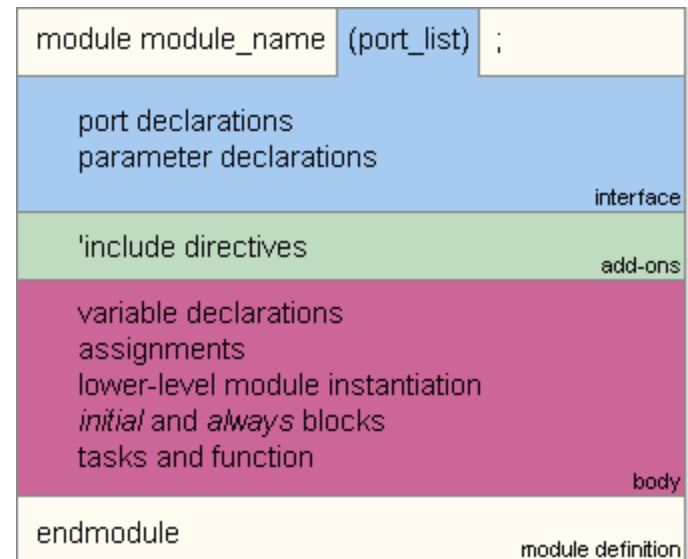 module module_name (port_list) ;
port declarations
parameter declarations
interface
'include directives
add-ons
variable declarations
assignments
lower-level module instantiation
initial and always blocks
tasks and function
body
endmodule
module definition